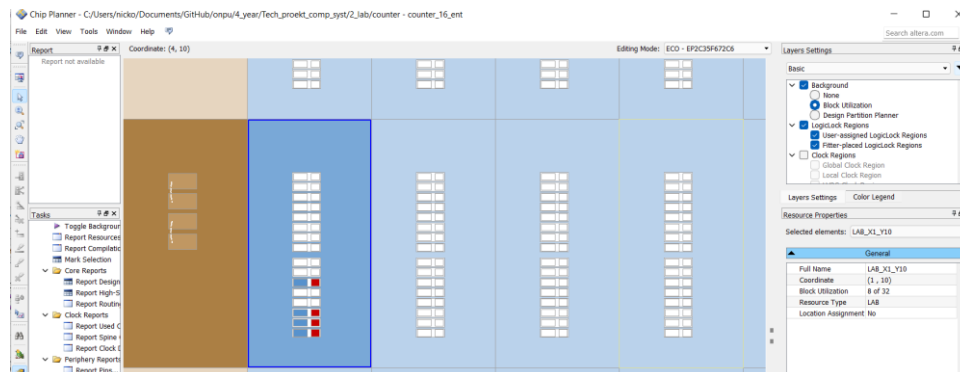 Chip Planner - C:/Users/nicko/Documents/GitHub/onpu/4_year/Tech_proekt_comp_syst/2_lab/counter - counter_16_ent
File Edit View Tools Window Help
Search altera.com
Report
Report not available
Coordinate: (4, 10)
Editing Mode: ECO - EP2C35F672C6
Tasks
Toggle Backgrour
Report Resources
Report Compilatic
Mark Selection
Core Reports
Report Design
Report High-S
Report Routin
Clock Reports
Report Used C
Report Spine
Report Clock
Periphery Reports
Report Pins...
Layers Settings
Basic
Background
None
Block Utilization
Design Partition Planner
LogicLock Regions
User-assigned LogicLock Regions
Fitter-placed LogicLock Regions
Clock Regions
Global Clock Region
Local Clock Region
Layers Settings Color Legend
Resource Properties
Selected elements: LAB_X1_Y10
General
Full Name LAB_X1_Y10
Coordinate (1, 10)
Block Utilization 8 of 32
Resource Type LAB
Location Assignment No